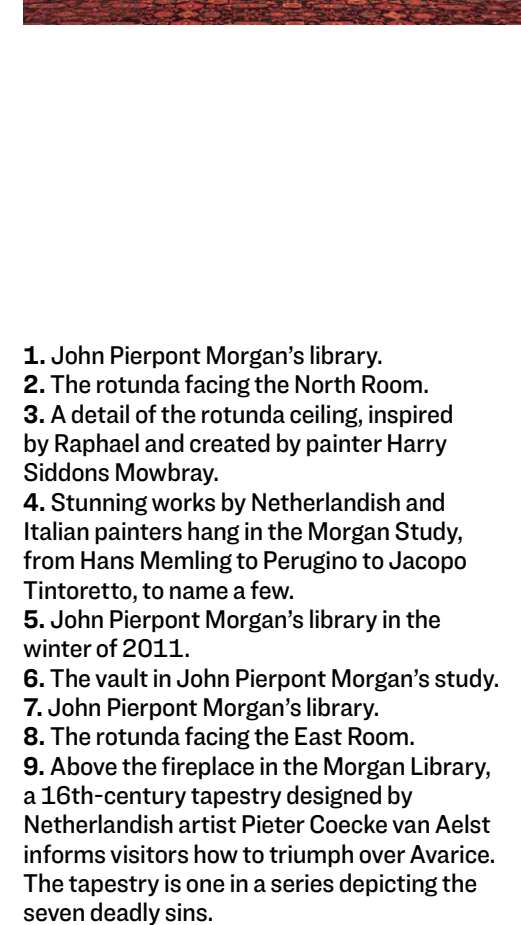 1. John Pierpont Morgan’s library.
2. The rotunda facing the North Room.
3. A detail of the rotunda ceiling, inspired
by Raphael and created by painter Harry
Siddons Mowbray.
4. Stunning works by Netherlandish and
Italian painters hang in the Morgan Study,
from Hans Memling to Perugino to Jacopo
Tintoretto, to name a few.
5. John Pierpont Morgan’s library in the
winter of 2011.
6. The vault in John Pierpont Morgan’s study.
7. John Pierpont Morgan’s library.
8. The rotunda facing the East Room.
9. Above the fireplace in the Morgan Library,
a 16th-century tapestry designed by
Netherlandish artist Pieter Coecke van Aelst
informs visitors how to triumph over Avarice.
The tapestry is one in a series depicting the
seven deadly sins.